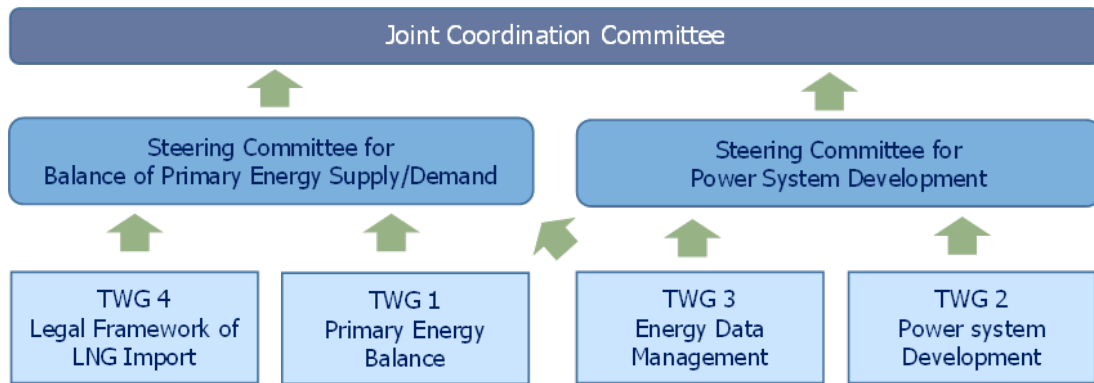 Joint Coordination Committee
Steering Committee for
Balance of Primary Energy Supply/Demand
Steering Committee for
Power System Development
TWG 4
Legal Framework of
LNG Import
TWG 1
Primary Energy
Balance
TWG 3
Energy Data
Management
TWG 2
Power system
Development